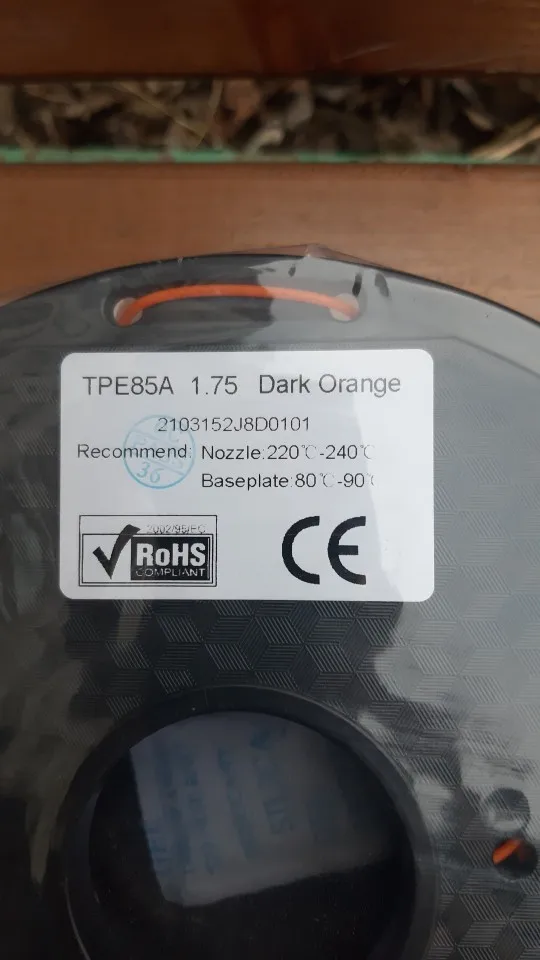 TPE85A 1.75 Dark Orange
2103152J8D0101
Recommend: Nozzle:220℃-240℃
Baseplate:80℃-90℃
2002/95/EC
RoHS
COMPLIANT
CE
36